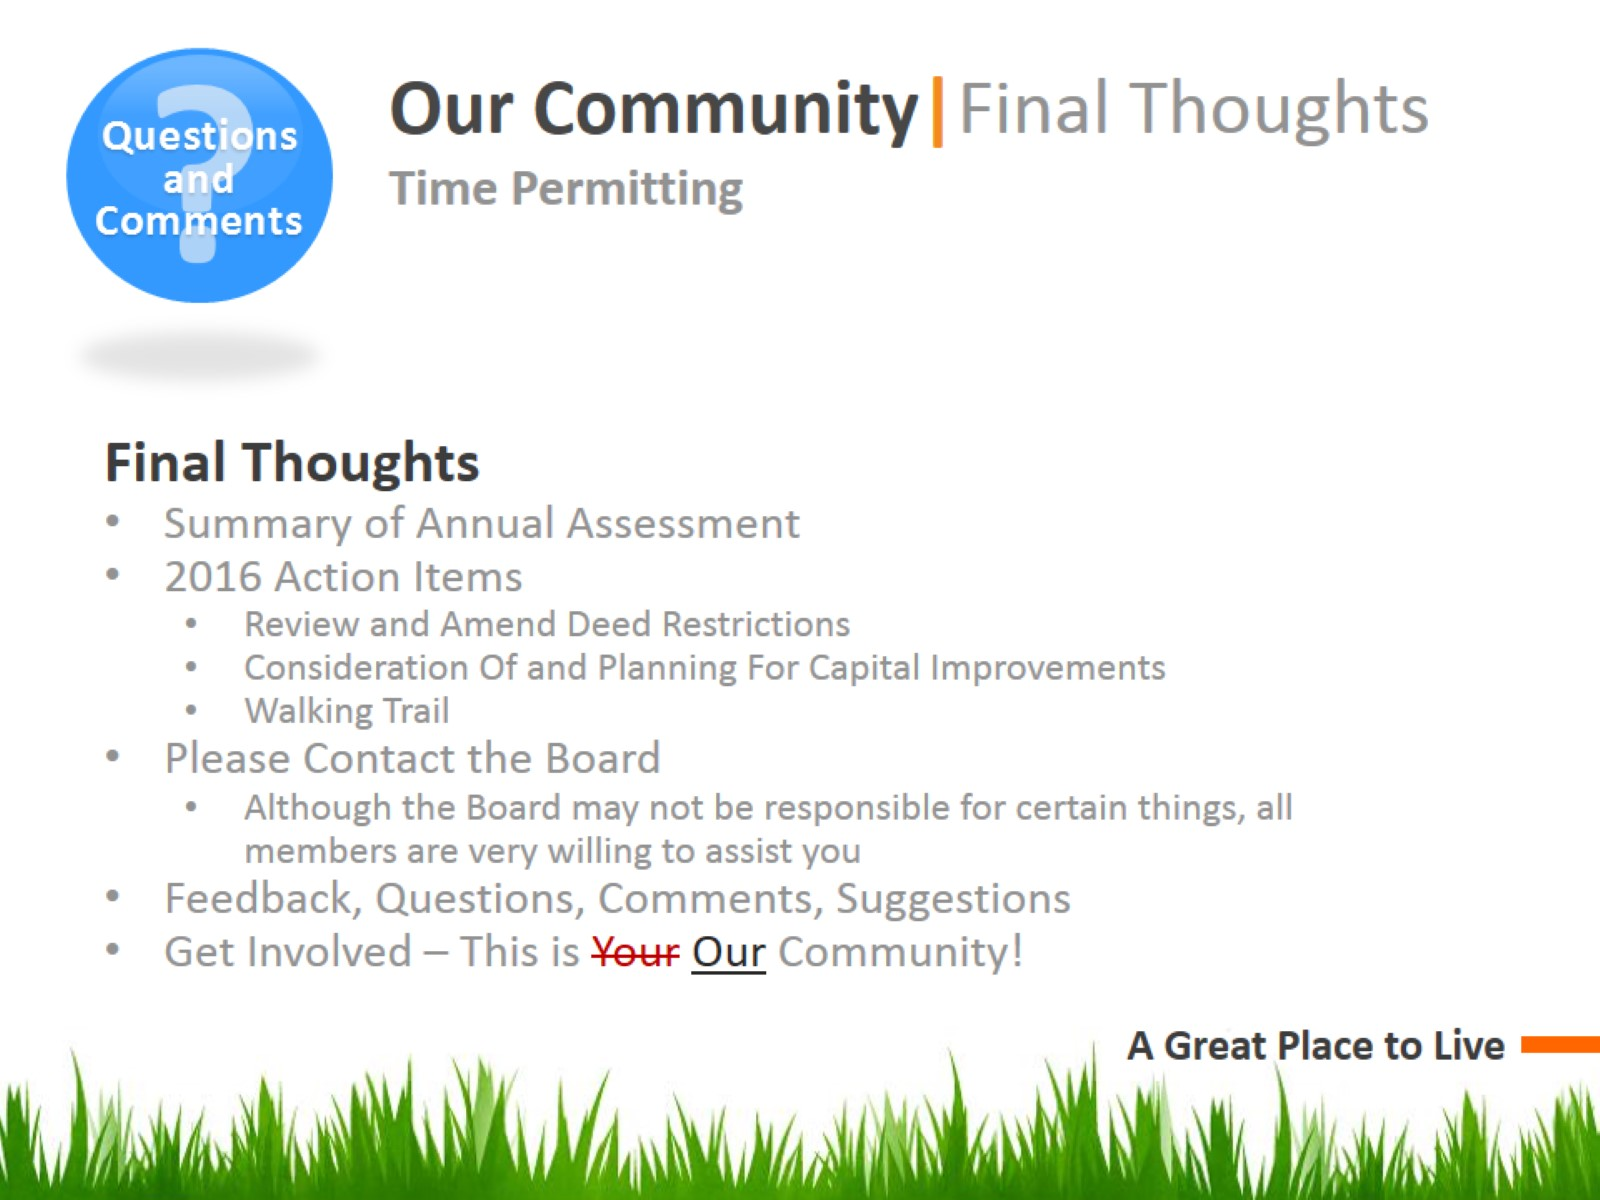 Questions
and
Comments
Our Community|Final Thoughts
Time Permitting
Final Thoughts
• Summary of Annual Assessment
• 2016 Action Items
• Review and Amend Deed Restrictions
• Consideration Of and Planning For Capital Improvements
• Walking Trail
• Please Contact the Board
• Although the Board may not be responsible for certain things, all
members are very willing to assist you
• Feedback, Questions, Comments, Suggestions
• Get Involved – This is Your Our Community!
A Great Place to Live